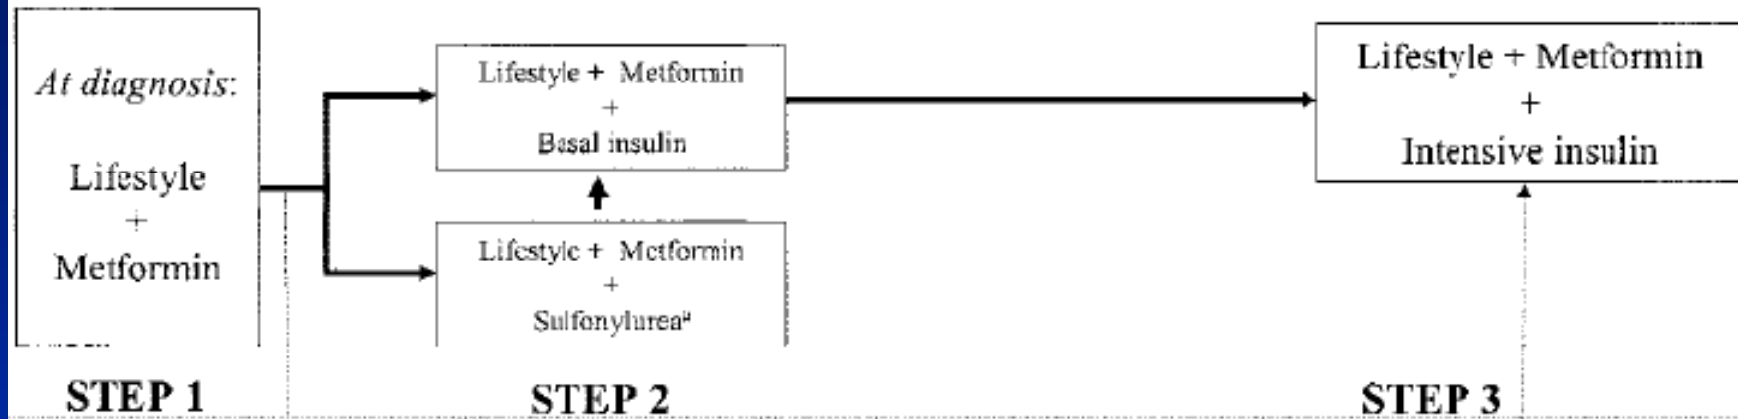 At diagnosis:
Lifestyle
+
Metformin
STEP 1
Lifestyle + Metformin
+
Basal insulin
Lifestyle + Metformin
+
Sulfonylureaᵃ
STEP 2
Lifestyle + Metformin
+
Intensive insulin
STEP 3